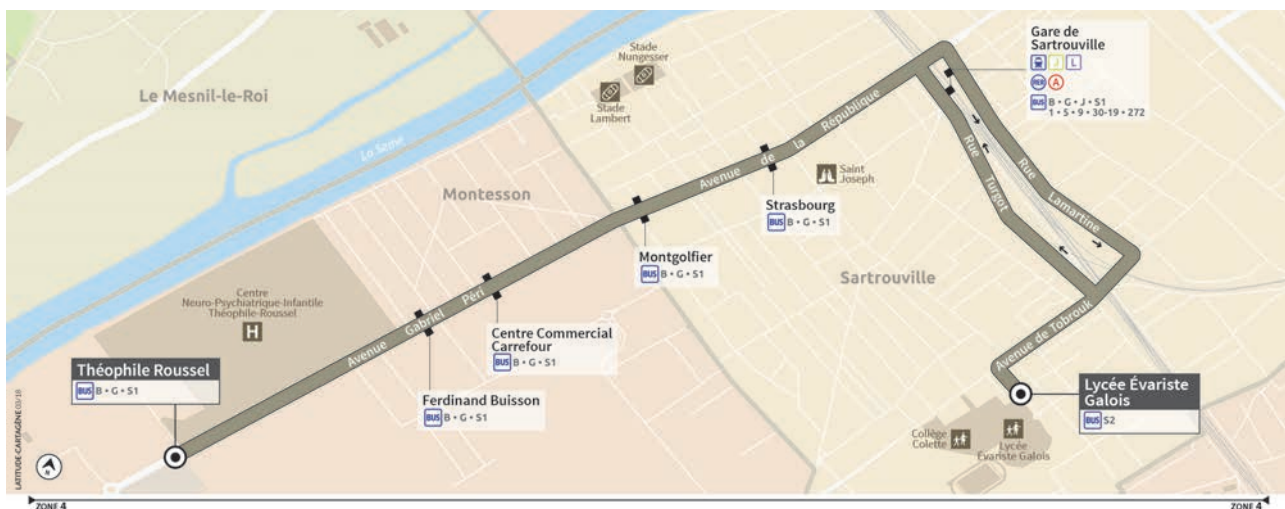 Le Mesnil-le-Roi
La Seine
Stade
Nungesser
Stade
Lambert
Gare de
Sartrouville
J L
RER A
BUS B • G • J • S1
1 • 5 • 9 • 30-19 • 272
Montesson
Avenue de la République
Saint
Joseph
Rue Turgot
Rue Lamartine
Strasbourg
BUS B • G • S1
Montgolfier
BUS B • G • S1
Sartrouville
Centre
Neuro-Psychiatrique-Infantile
Théophile-Roussel
H
Avenue Gabriel Péri
Centre Commercial
Carrefour
BUS B • G • S1
Avenue de Tobrouk
Théophile Roussel
BUS B • G • S1
Ferdinand Buisson
BUS B • G • S1
Lycée Évariste
Galois
BUS S2
Collège
Colette
Lycée
Évariste Galois
N
LATITUDE-CARTAGÈNE 03/18
ZONE 4
ZONE 4